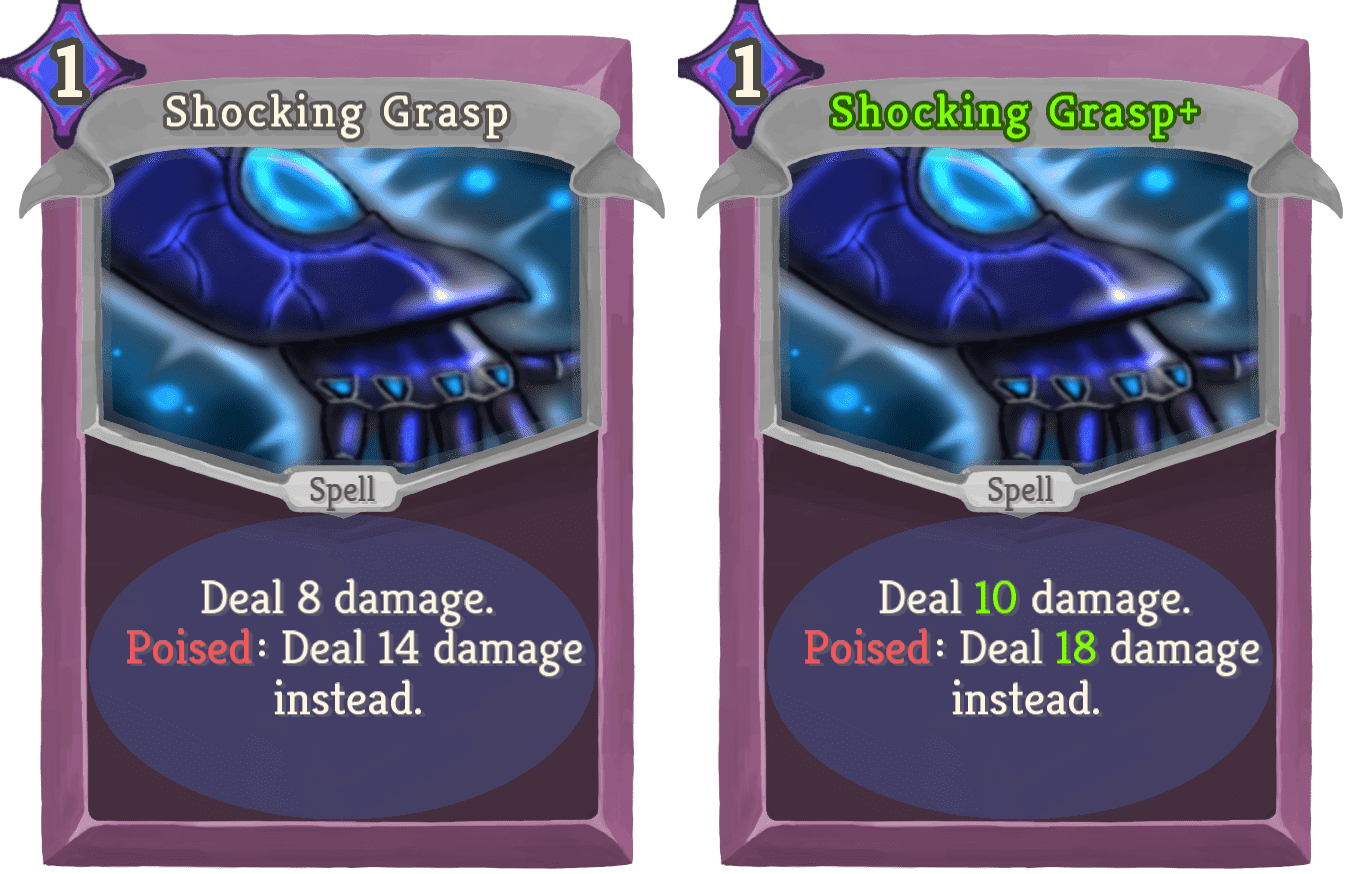 1
Shocking Grasp
Spell
Deal 8 damage.
Poised: Deal 14 damage
instead.
1
Shocking Grasp+
Spell
Deal 10 damage.
Poised: Deal 18 damage
instead.